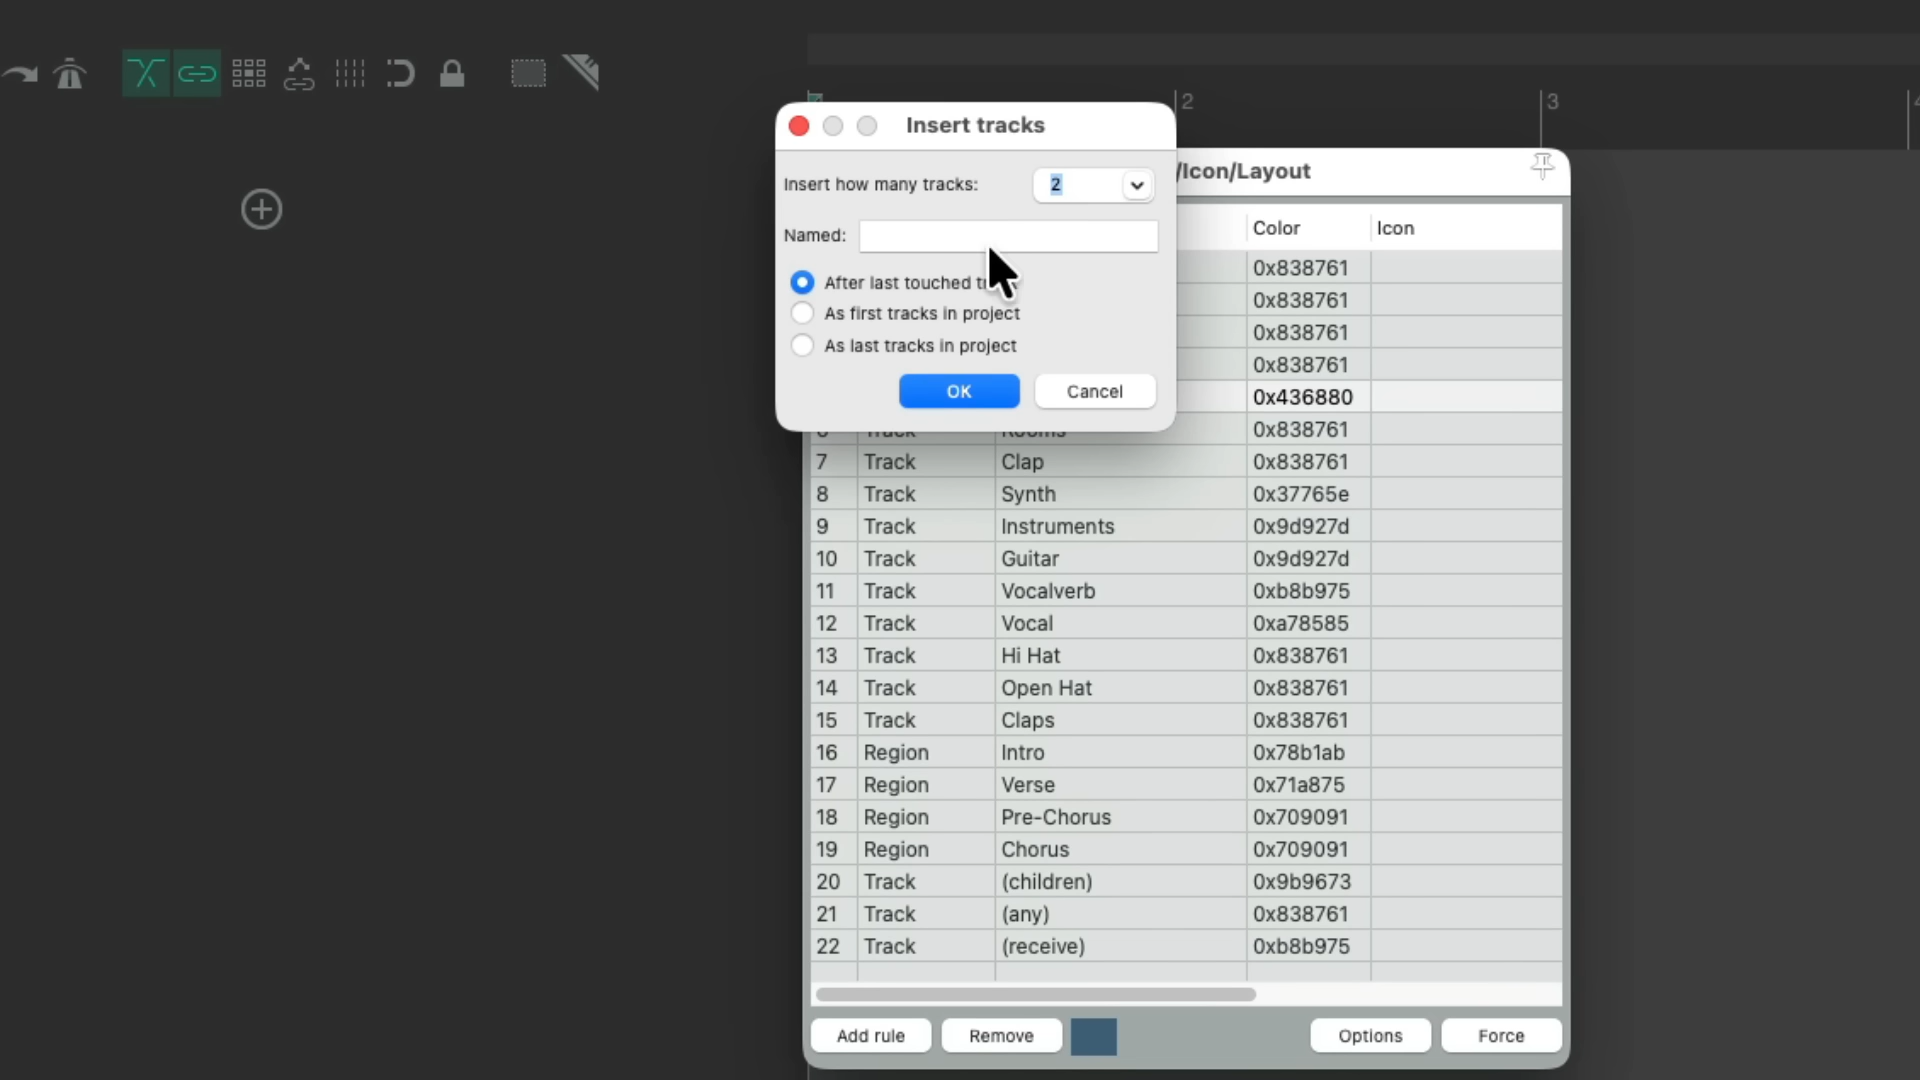 2
3
Insert tracks
Insert how many tracks:
2
Named:
After last touched
As first tracks in project
As last tracks in project
OK
Cancel
/Icon/Layout
Color Icon
0x838761
0x838761
0x838761
0x838761
0x436880
6 Track Rooms 0x838761
7 Track Clap 0x838761
8 Track Synth 0x37765e
9 Track Instruments 0x9d927d
10 Track Guitar 0x9d927d
11 Track Vocalverb 0xb8b975
12 Track Vocal 0xa78585
13 Track Hi Hat 0x838761
14 Track Open Hat 0x838761
15 Track Claps 0x838761
16 Region Intro 0x78b1ab
17 Region Verse 0x71a875
18 Region Pre-Chorus 0x709091
19 Region Chorus 0x709091
20 Track (children) 0x9b9673
21 Track (any) 0x838761
22 Track (receive) 0xb8b975
Add rule
Remove
Options
Force